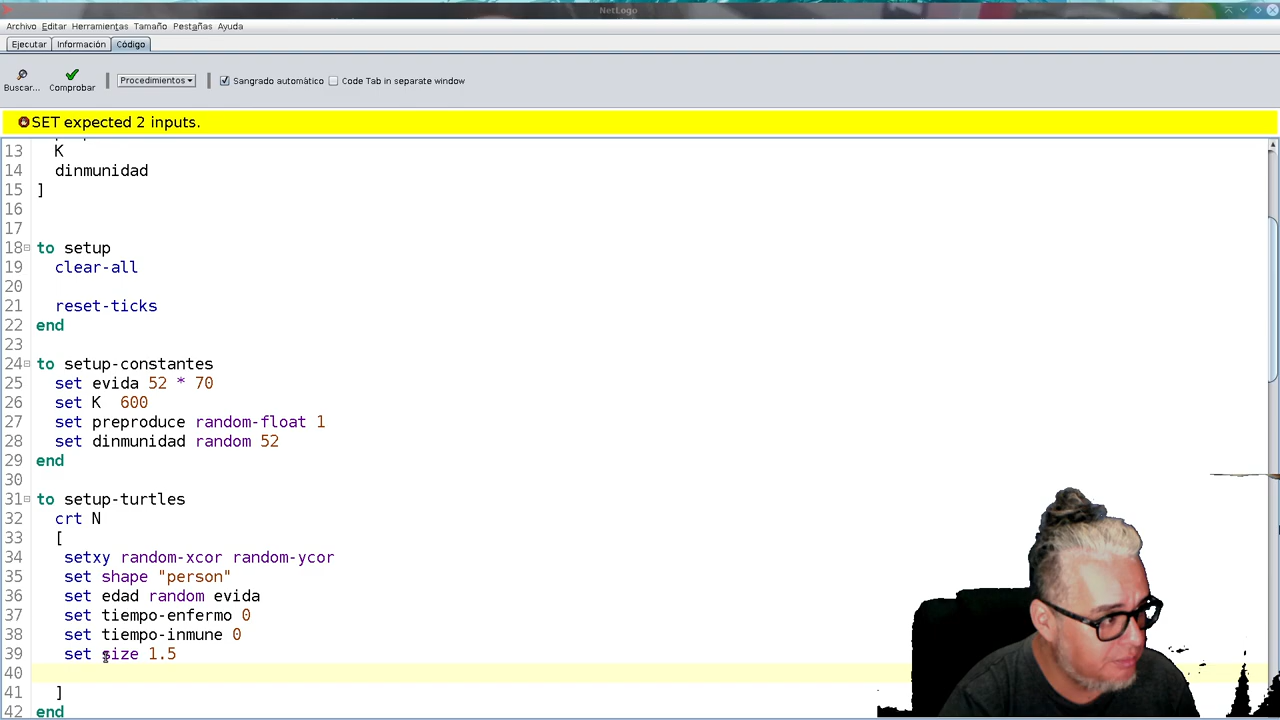 NetLogo
Archivo Editar Herramientas Tamaño Pestañas Ayuda
Ejecutar Información Código
Buscar... Comprobar Procedimientos Sangrado automático Code Tab in separate window
SET expected 2 inputs.
13 K
14 dinmunidad
15 ]
16
17
18 to setup
19 clear-all
20
21 reset-ticks
22 end
23
24 to setup-constantes
25 set evida 52 * 70
26 set K 600
27 set preproduce random-float 1
28 set dinmunidad random 52
29 end
30
31 to setup-turtles
32 crt N
33 [
34 setxy random-xcor random-ycor
35 set shape "person"
36 set edad random evida
37 set tiempo-enfermo 0
38 set tiempo-inmune 0
39 set size 1.5
40
41 ]
42 end